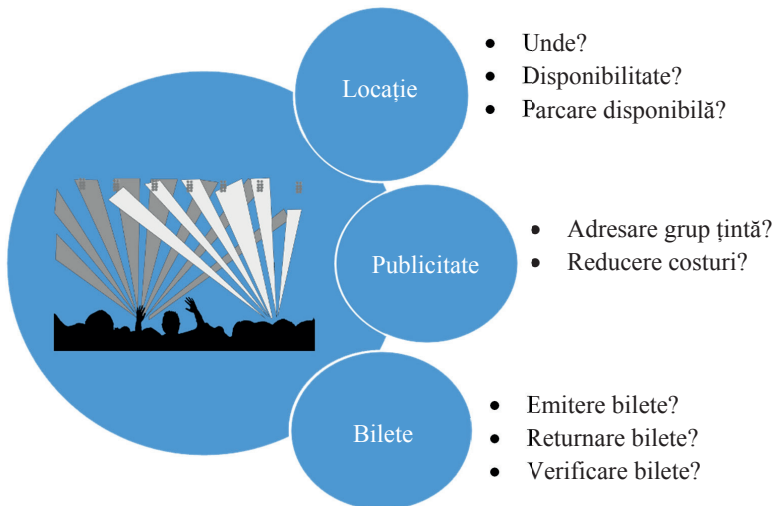 Locație
• Unde?
• Disponibilitate?
• Parcare disponibilă?
Publicitate
• Adresare grup țintă?
• Reducere costuri?
Bilete
• Emitere bilete?
• Returnare bilete?
• Verificare bilete?